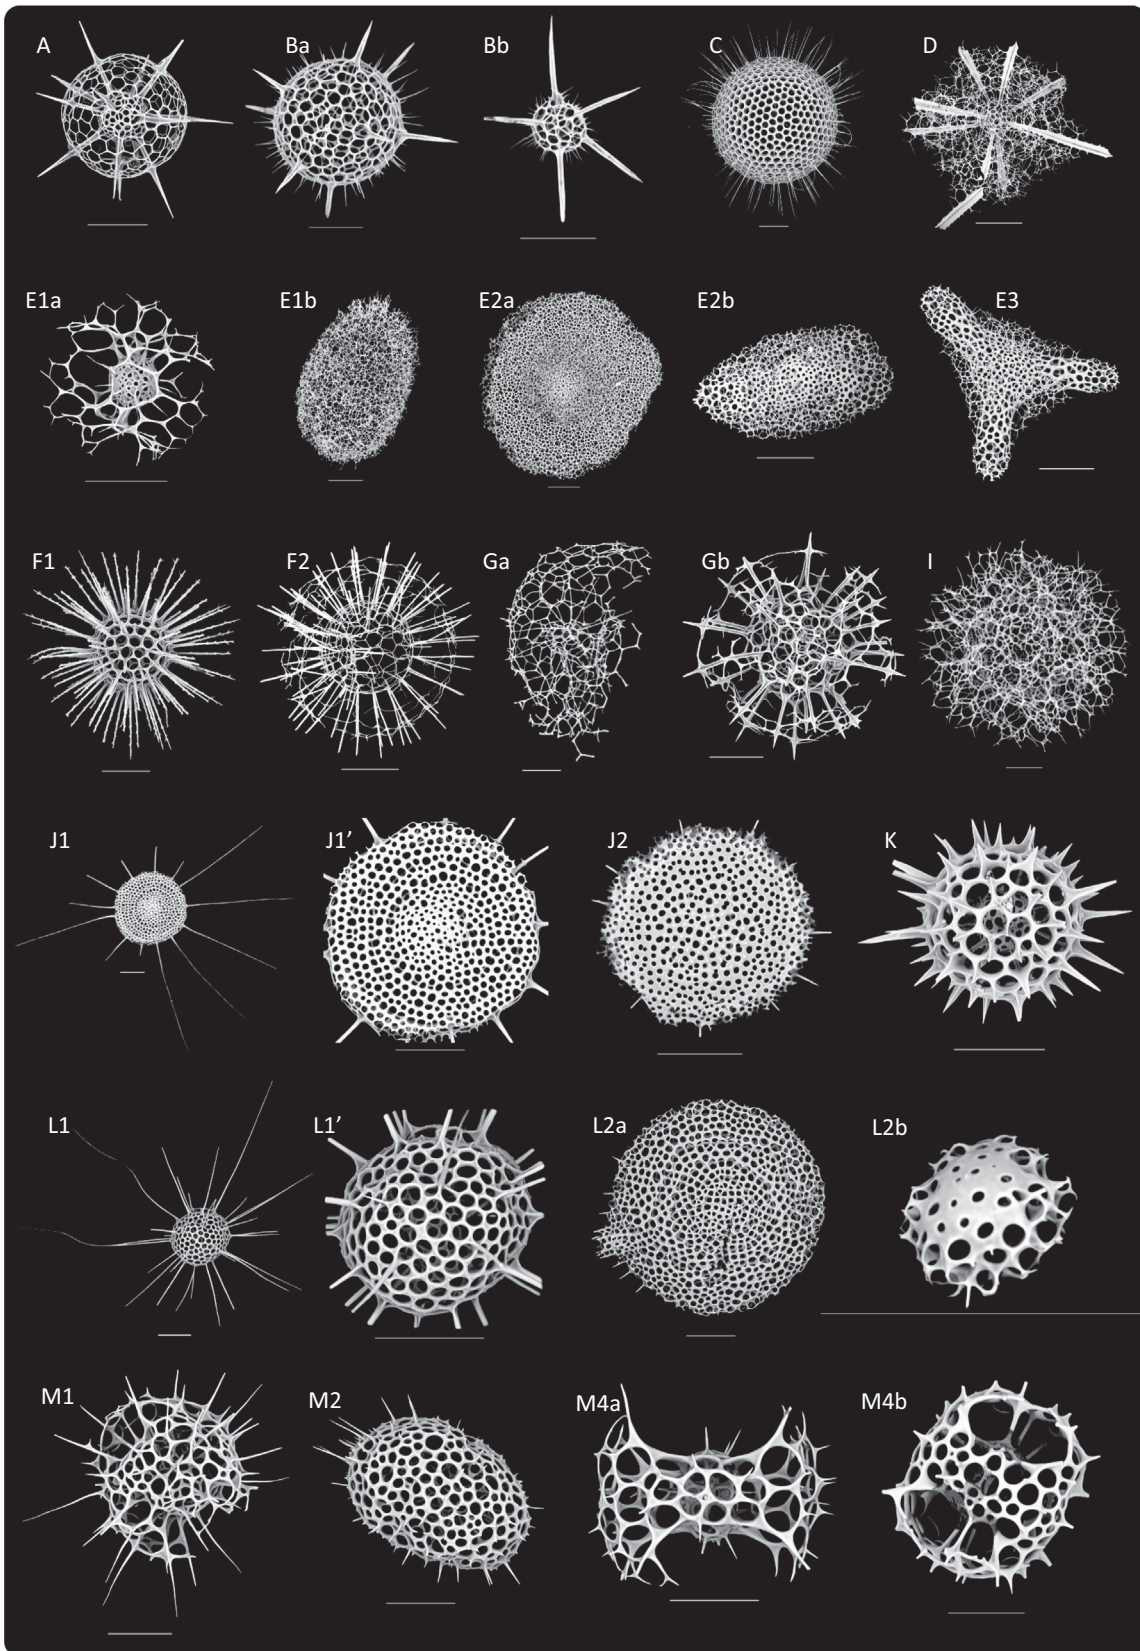 A Ba Bb C D
E1a E1b E2a E2b E3
F1 F2 Ga Gb I
J1 J1’ J2 K
L1 L1’ L2a L2b
M1 M2 M4a M4b